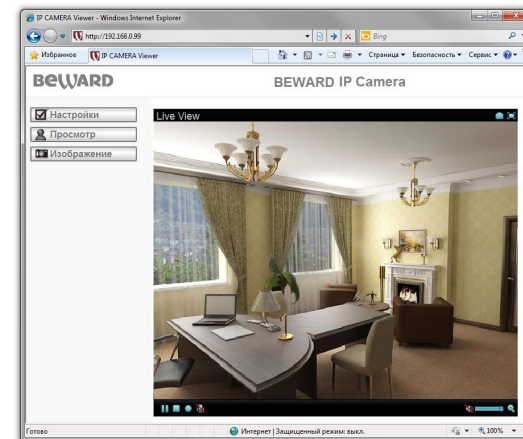 IP CAMERA Viewer - Windows Internet Explorer
http://192.168.0.99
Bing
Избранное
IP CAMERA Viewer
Страница
Безопасность
Сервис
BEWARD
BEWARD IP Camera
Настройки
Просмотр
Изображение
Live View
Готово
Интернет | Защищенный режим: выкл.
100%